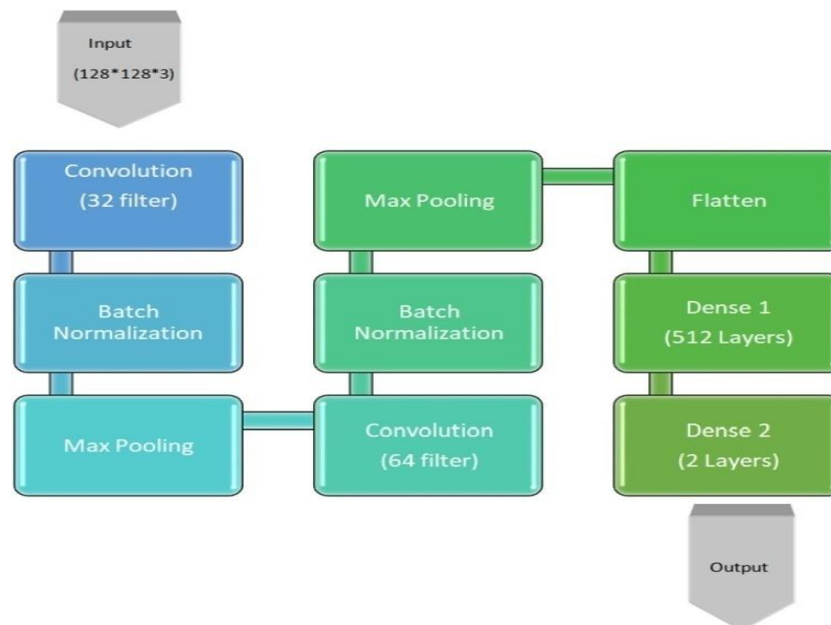 Input
(128*128*3)
Convolution
(32 filter)
Batch
Normalization
Max Pooling
Convolution
(64 filter)
Batch
Normalization
Max Pooling
Flatten
Dense 1
(512 Layers)
Dense 2
(2 Layers)
Output